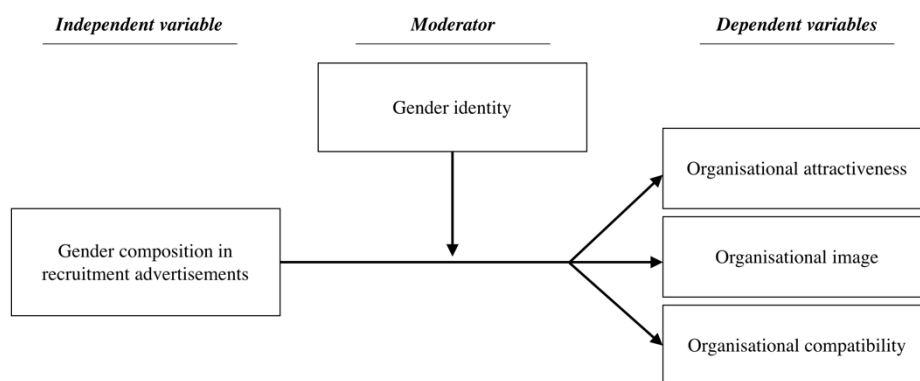 Independent variable
Moderator
Dependent variables
Gender identity
Gender composition in
recruitment advertisements
Organisational attractiveness
Organisational image
Organisational compatibility